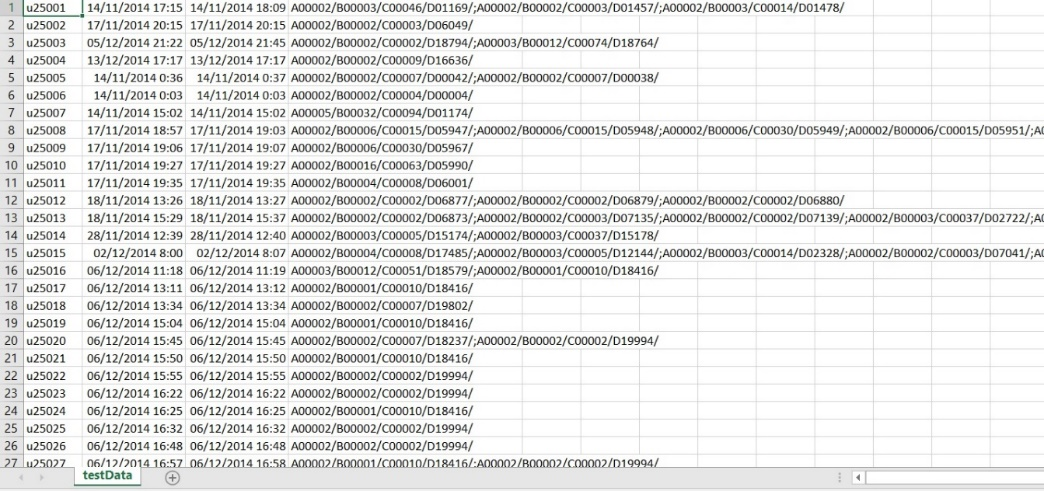 1 u25001 14/11/2014 17:15 14/11/2014 18:09 A00002/B00003/C00046/D01169/;A00002/B00002/C00003/D01457/;A00002/B00003/C00014/D01478/
2 u25002 17/11/2014 20:15 17/11/2014 20:15 A00002/B00002/C00003/D06049/
3 u25003 05/12/2014 21:22 05/12/2014 21:45 A00002/B00002/C00002/D18794/;A00003/B00012/C00074/D18764/
4 u25004 13/12/2014 17:17 13/12/2014 17:17 A00002/B00002/C00009/D16636/
5 u25005 14/11/2014 0:36 14/11/2014 0:37 A00002/B00002/C00007/D00042/;A00002/B00002/C00007/D00038/
6 u25006 14/11/2014 0:03 14/11/2014 0:03 A00002/B00002/C00004/D00004/
7 u25007 14/11/2014 15:02 14/11/2014 15:02 A00005/B00032/C00094/D01174/
8 u25008 17/11/2014 18:57 17/11/2014 19:03 A00002/B00006/C00015/D05947/;A00002/B00006/C00015/D05948/;A00002/B00006/C00030/D05949/;A00002/B00006/C00015/D05951/;A0
9 u25009 17/11/2014 19:06 17/11/2014 19:07 A00002/B00006/C00030/D05967/
10 u25010 17/11/2014 19:27 17/11/2014 19:27 A00002/B00016/C00063/D05990/
11 u25011 17/11/2014 19:35 17/11/2014 19:35 A00002/B00004/C00008/D06001/
12 u25012 18/11/2014 13:26 18/11/2014 13:27 A00002/B00002/C00002/D06877/;A00002/B00002/C00002/D06879/;A00002/B00002/C00002/D06880/
13 u25013 18/11/2014 15:29 18/11/2014 15:37 A00002/B00002/C00002/D06873/;A00002/B00002/C00003/D07135/;A00002/B00002/C00002/D07139/;A00002/B00003/C00037/D02722/;A0
14 u25014 28/11/2014 12:39 28/11/2014 12:40 A00002/B00003/C00005/D15174/;A00002/B00003/C00037/D15178/
15 u25015 02/12/2014 8:00 02/12/2014 8:07 A00002/B00004/C00008/D17485/;A00002/B00003/C00005/D12144/;A00002/B00003/C00014/D02328/;A00002/B00002/C00003/D07041/;A0
16 u25016 06/12/2014 11:18 06/12/2014 11:19 A00003/B00012/C00051/D18579/;A00002/B00001/C00010/D18416/
17 u25017 06/12/2014 13:11 06/12/2014 13:12 A00002/B00001/C00010/D18416/
18 u25018 06/12/2014 13:34 06/12/2014 13:34 A00002/B00002/C00007/D19802/
19 u25019 06/12/2014 15:04 06/12/2014 15:04 A00002/B00001/C00010/D18416/
20 u25020 06/12/2014 15:45 06/12/2014 15:45 A00002/B00002/C00007/D18237/;A00002/B00002/C00002/D19994/
21 u25021 06/12/2014 15:50 06/12/2014 15:50 A00002/B00001/C00010/D18416/
22 u25022 06/12/2014 15:55 06/12/2014 15:55 A00002/B00002/C00002/D19994/
23 u25023 06/12/2014 16:22 06/12/2014 16:22 A00002/B00002/C00002/D19994/
24 u25024 06/12/2014 16:25 06/12/2014 16:25 A00002/B00001/C00010/D18416/
25 u25025 06/12/2014 16:32 06/12/2014 16:32 A00002/B00002/C00002/D19994/
26 u25026 06/12/2014 16:48 06/12/2014 16:48 A00002/B00002/C00002/D19994/
27 u25027 06/12/2014 16:57 06/12/2014 16:58 A00002/B00001/C00010/D18416/;A00002/B00002/C00002/D19994/
testData